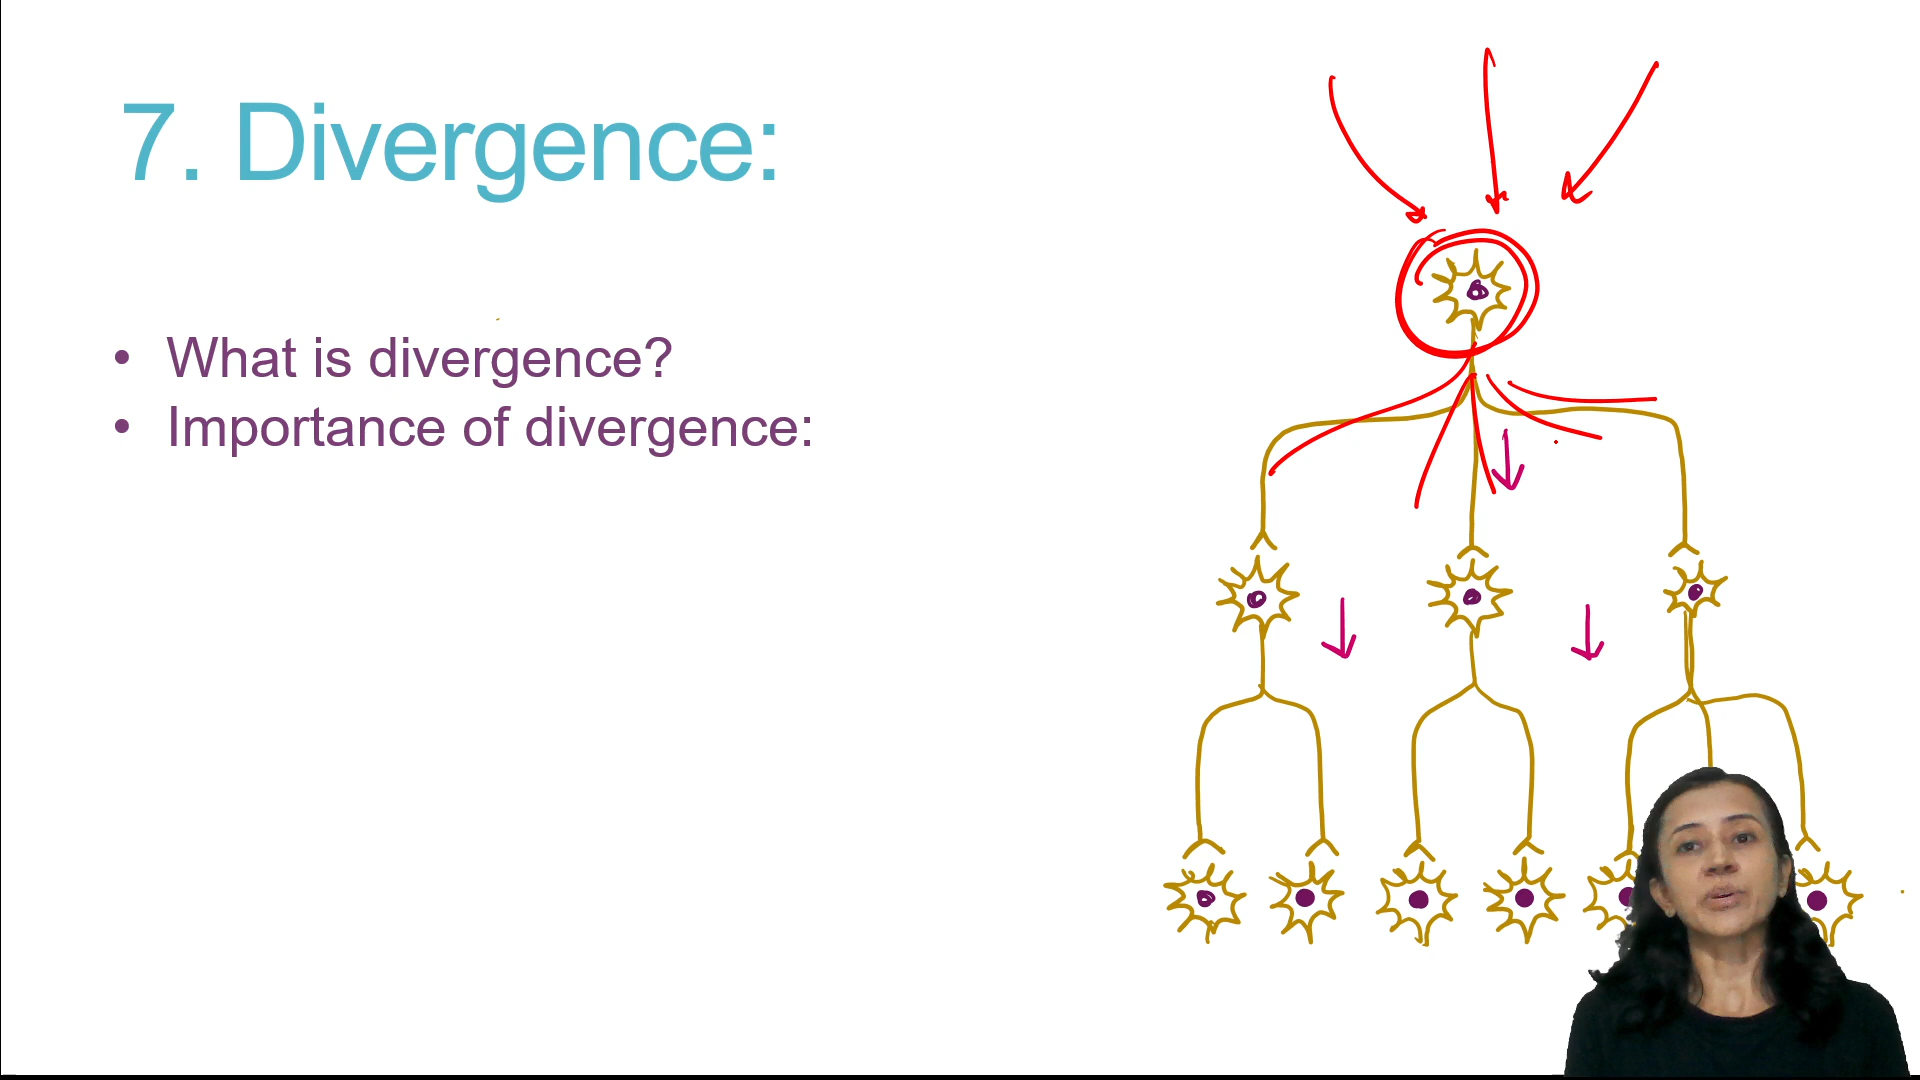 7. Divergence:
• What is divergence?
• Importance of divergence: